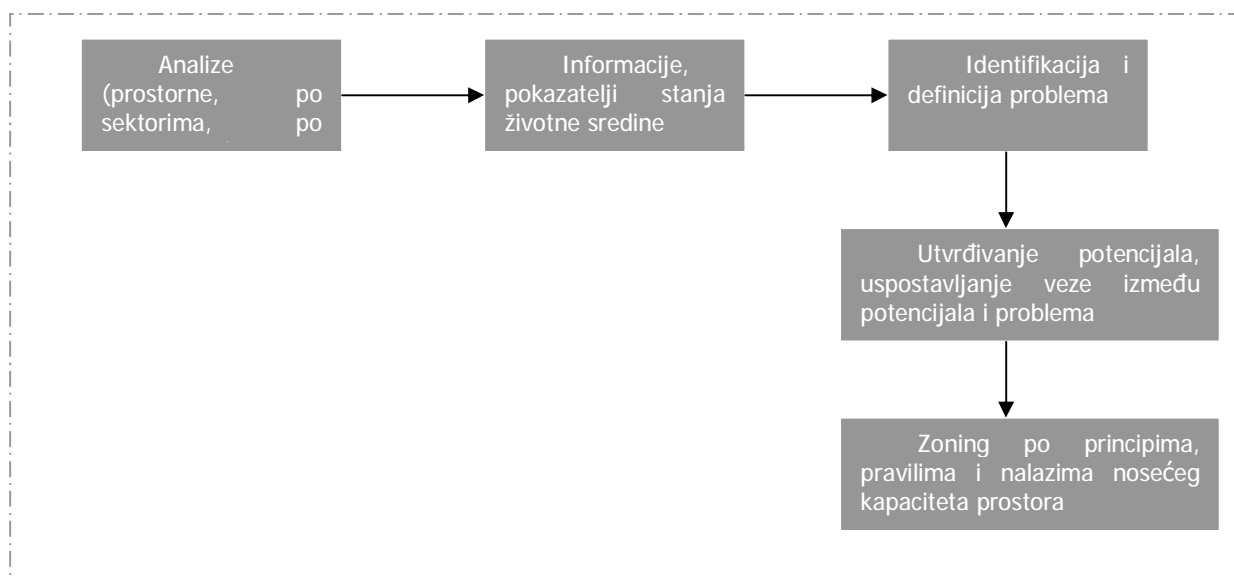 Analize
(prostorne, po
sektorima, po
Informacije,
pokazatelji stanja
životne sredine
Identifikacija i
definicija problema
Utvrđivanje potencijala,
uspostavljanje veze između
potencijala i problema
Zoning po principima,
pravilima i nalazima nosećeg
kapaciteta prostora